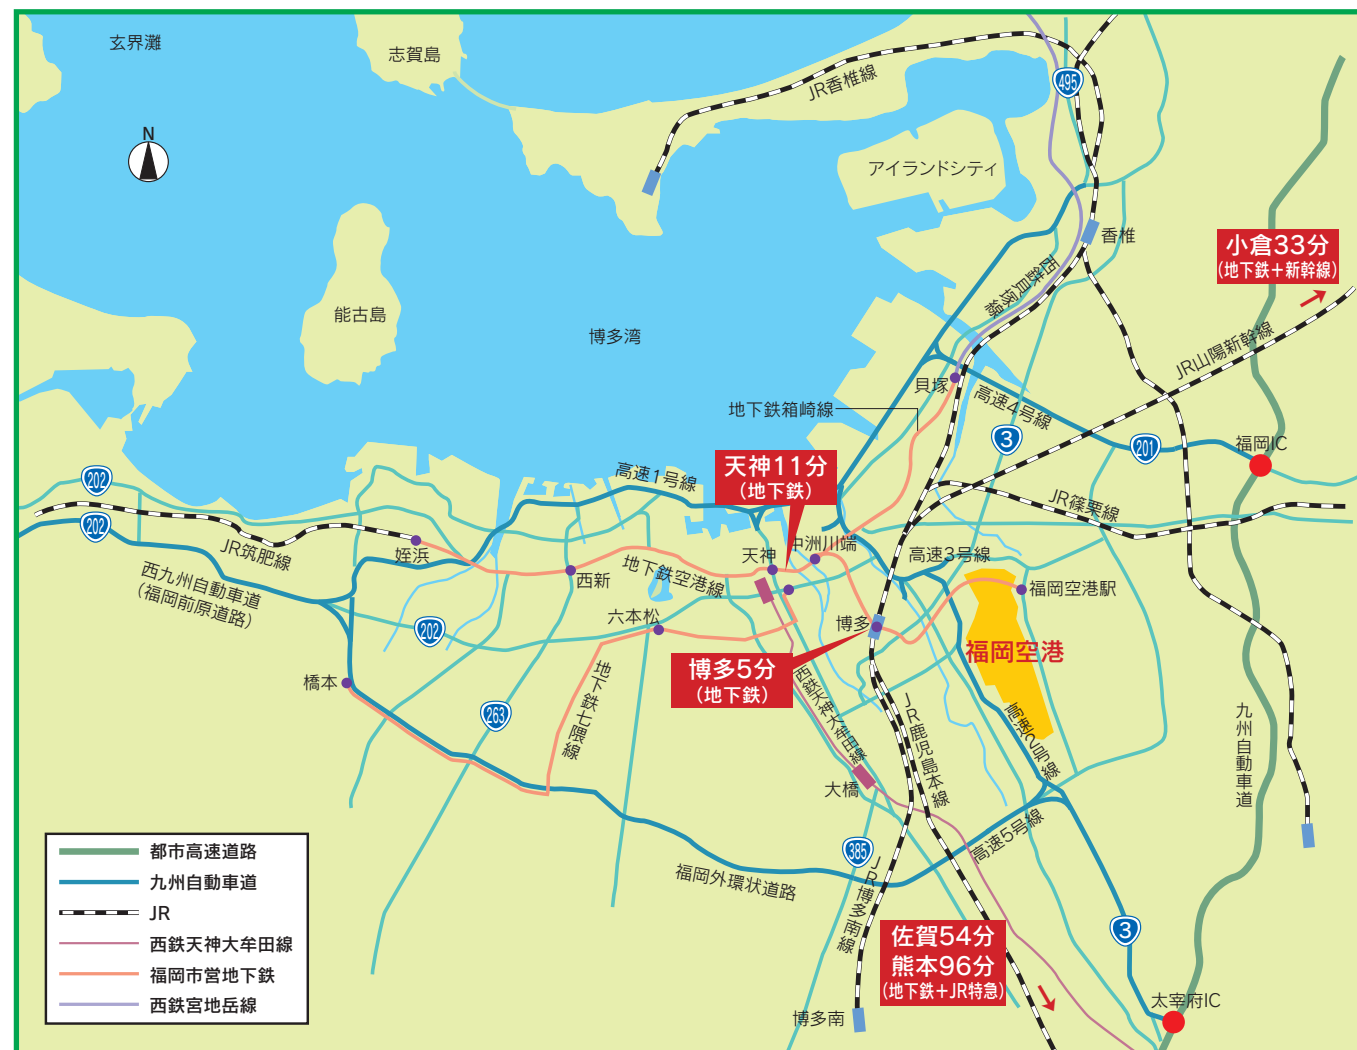 玄界灘
志賀島
JR香椎線
495
N
アイランドシティ
香椎
小倉33分
(地下鉄＋新幹線)
西鉄貝塚線
能古島
博多湾
JR山陽新幹線
貝塚
高速4号線
地下鉄箱崎線
3
201
福岡IC
天神11分
(地下鉄)
高速1号線
202
202
JR篠栗線
JR筑肥線
姪浜
西新
地下鉄空港線
天神
中洲川端
高速3号線
福岡空港駅
西九州自動車道
(福岡前原道路)
202
六本松
博多
福岡空港
博多5分
(地下鉄)
橋本
263
地下鉄七隈線
西鉄天神大牟田線
JR鹿児島本線
高速2号線
九州自動車道
大橋
385
高速5号線
福岡外環状道路
JR博多南線
都市高速道路
九州自動車道
JR
西鉄天神大牟田線
福岡市営地下鉄
西鉄宮地岳線
佐賀54分
熊本96分
(地下鉄＋JR特急)
3
太宰府IC
博多南